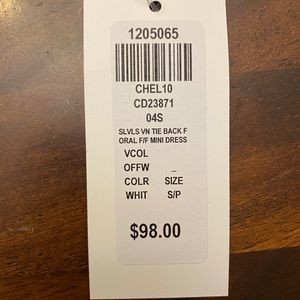 1205065
CHEL10
CD23871
04S
SLVLS VN TIE BACK F
ORAL F/F MINI DRESS
VCOL
OFFW _
COLR SIZE
WHIT S/P
$98.00